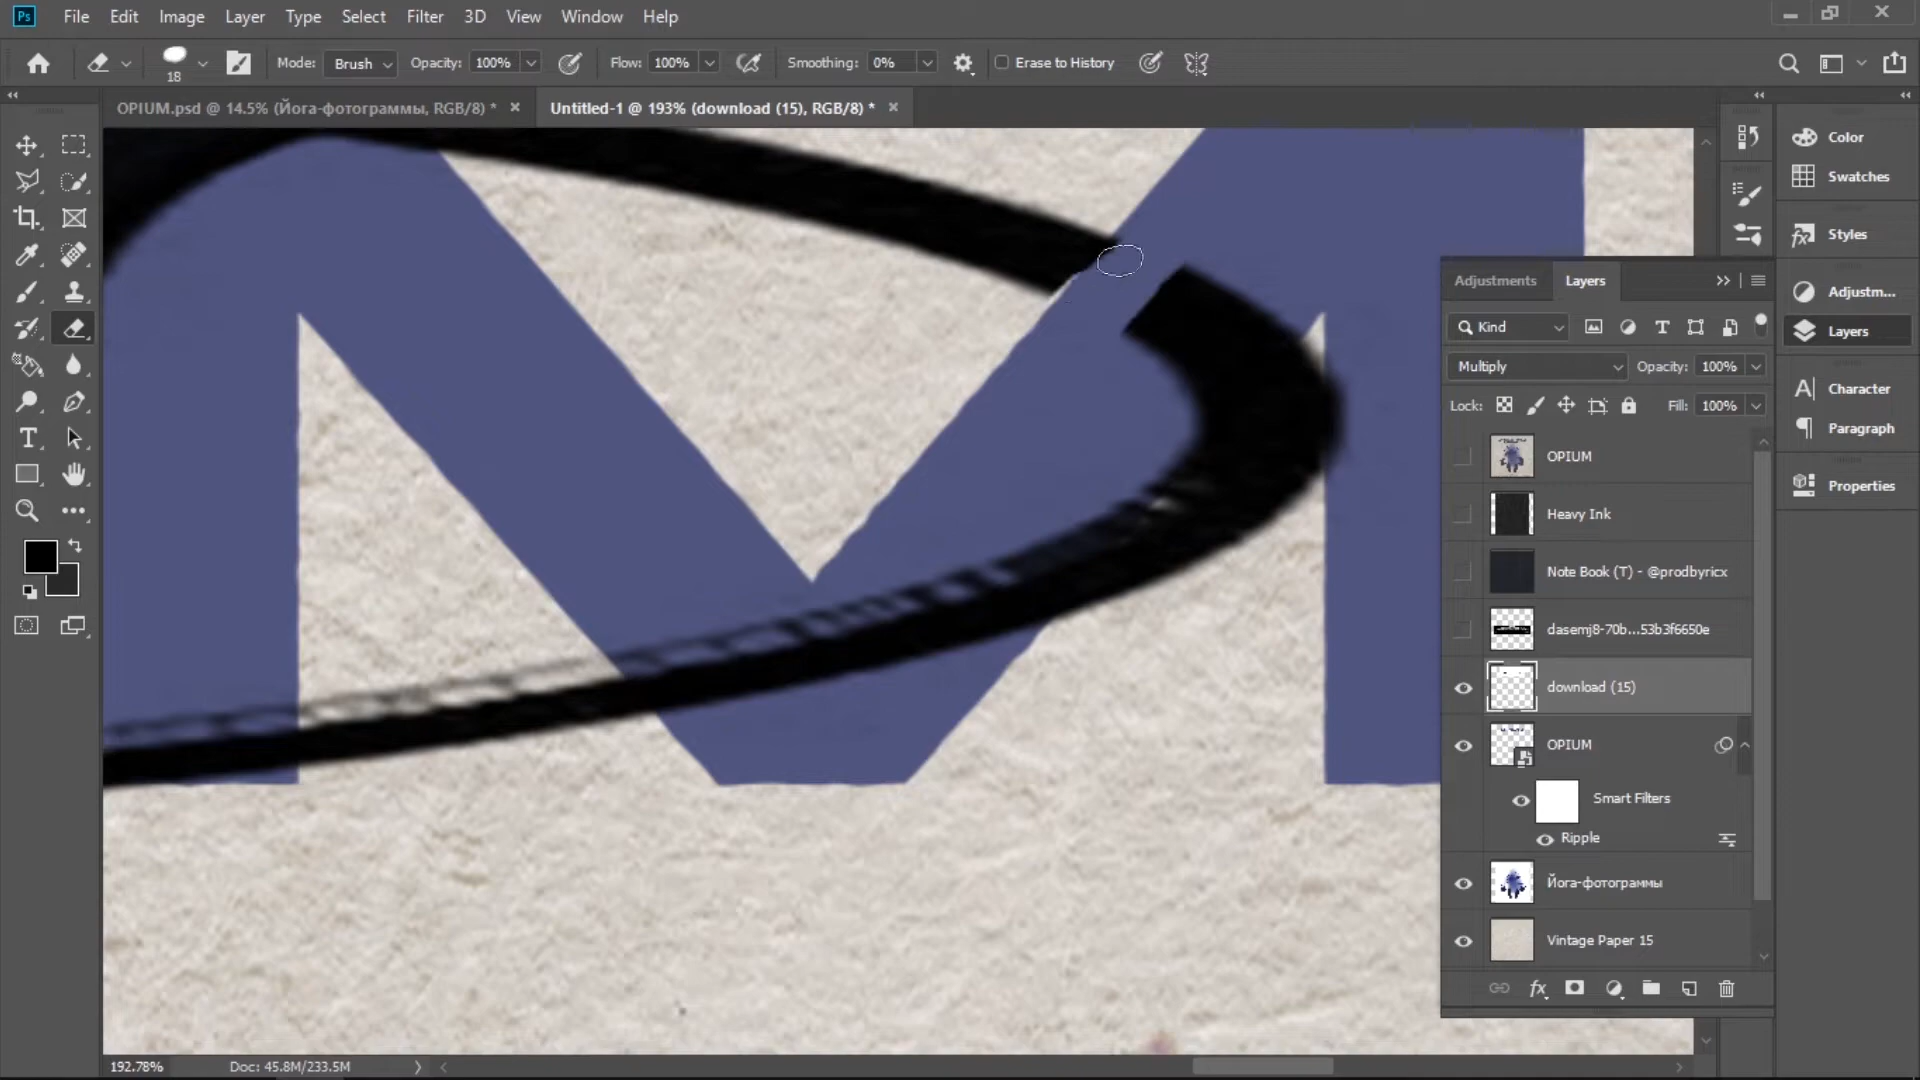 Ps File Edit Image Layer Type Select Filter 3D View Window Help
18 Mode: Brush Opacity: 100% Flow: 100% Smoothing: 0% Erase to History
OPIUM.psd @ 14.5% (Йога-фотограммы, RGB/8) * Untitled-1 @ 193% (download (15), RGB/8) *
Color
Swatches
Styles
Adjustm...
Layers
Character
Paragraph
Properties
Adjustments Layers
Kind
Multiply Opacity: 100%
Lock: Fill: 100%
OPIUM
Heavy Ink
Note Book (T) - @prodbyricx
dasemj8-70b...53b3f6650e
download (15)
OPIUM
Smart Filters
Ripple
Йога-фотограммы
Vintage Paper 15
192.78% Doc: 45.8M/233.5M